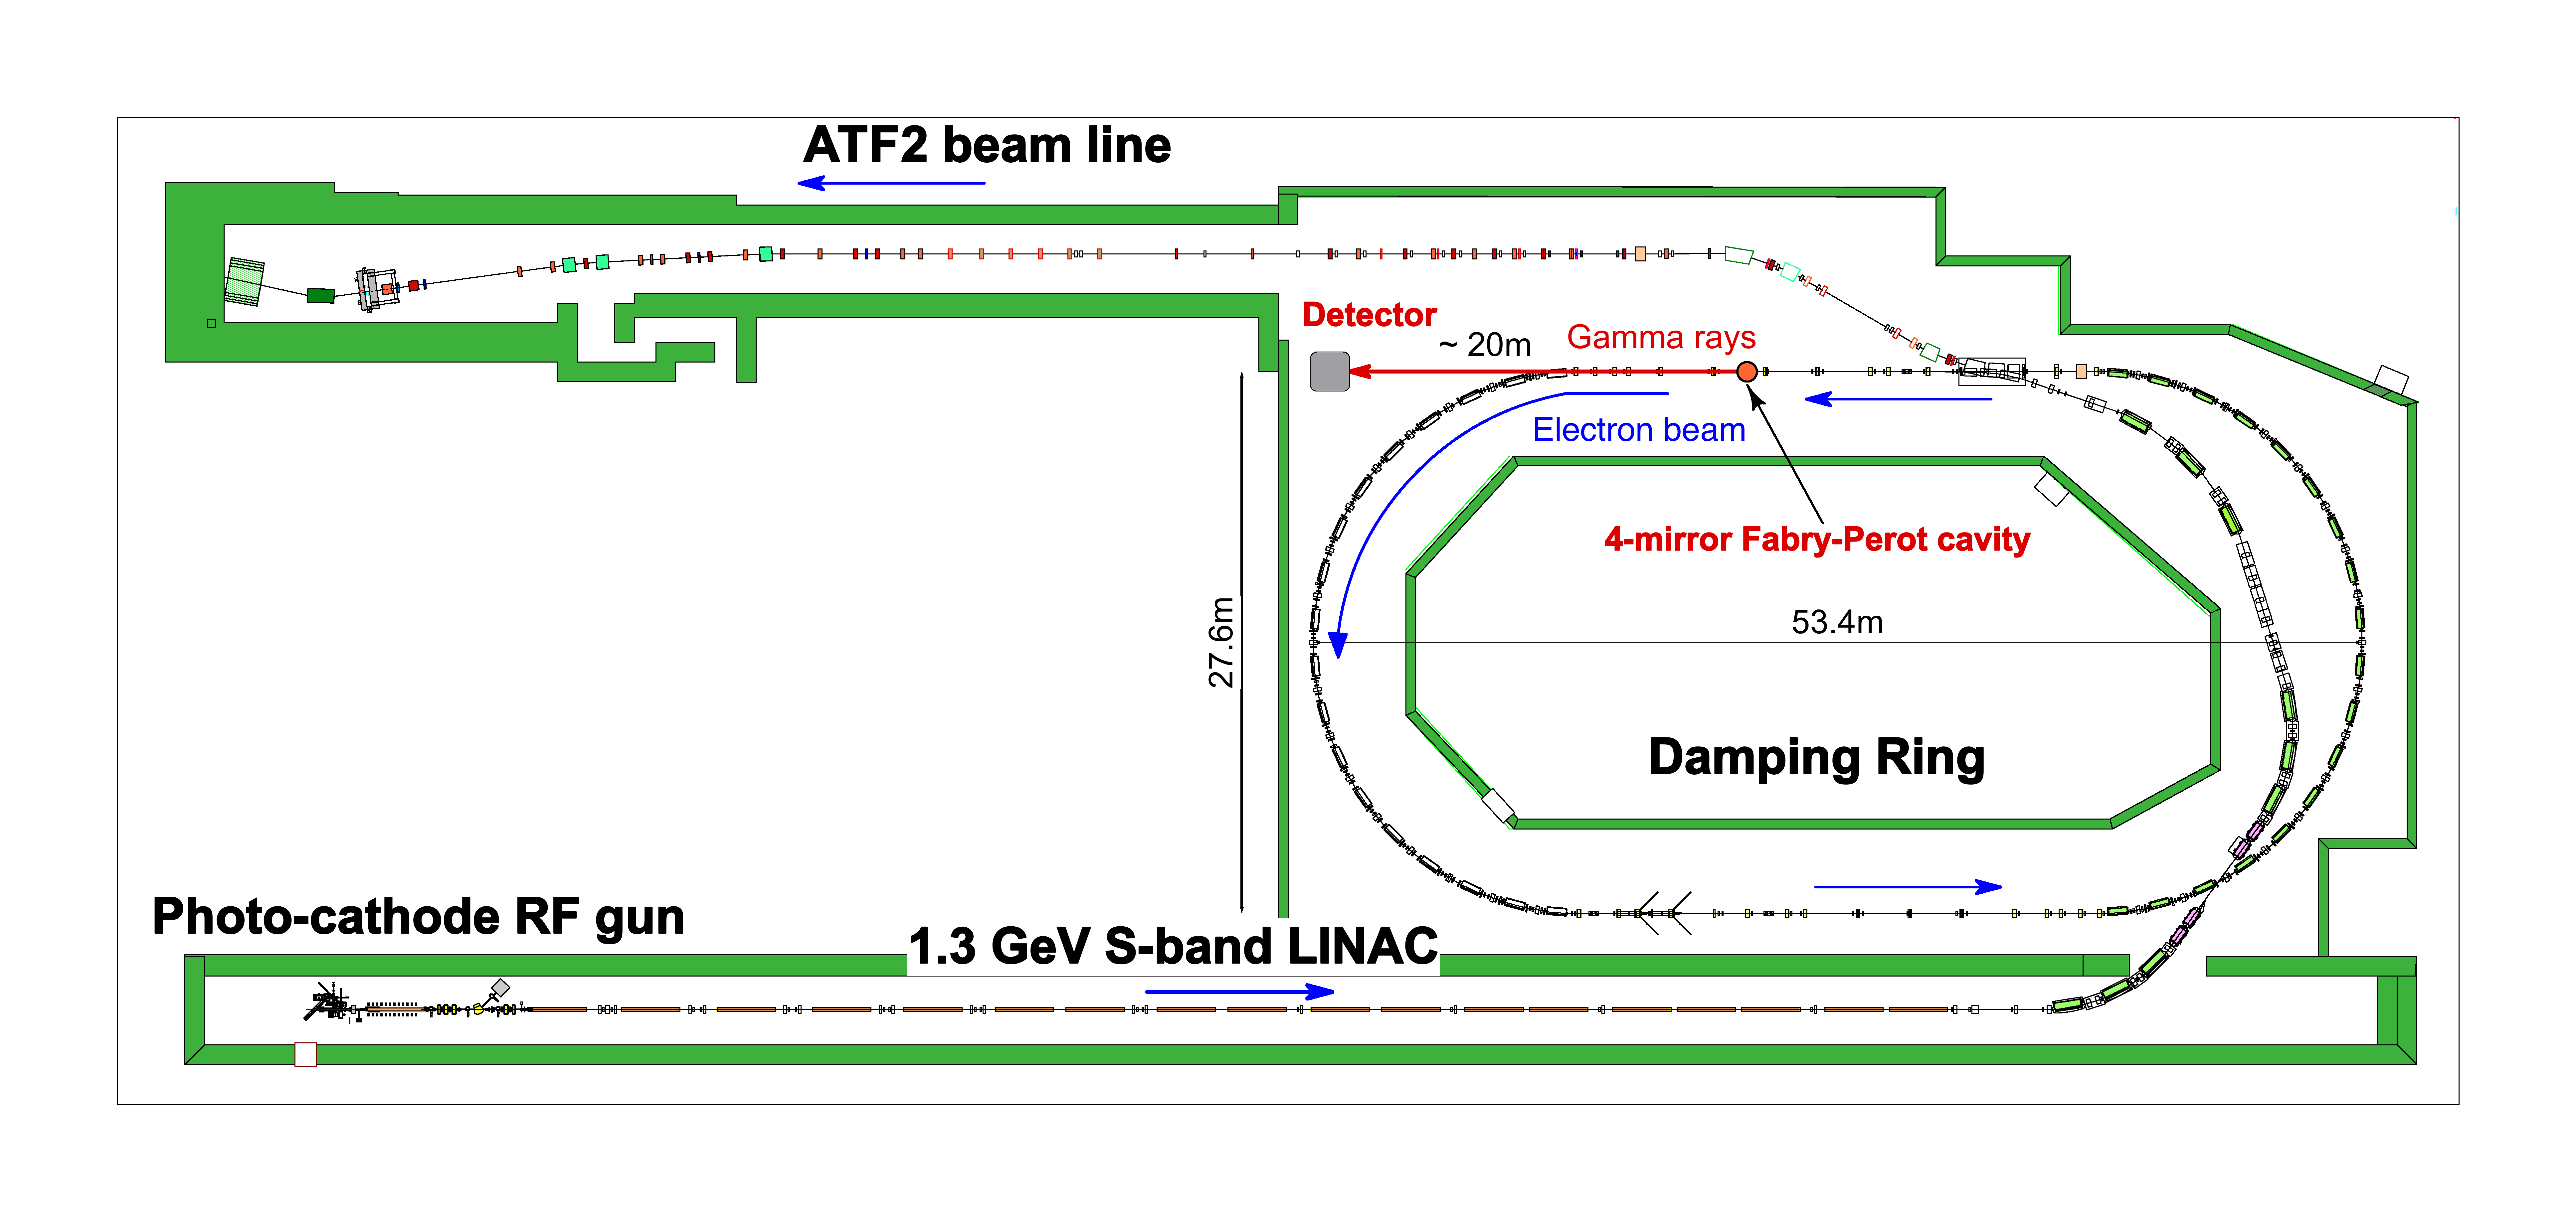 ATF2 beam line
Detector
~ 20m
Gamma rays
Electron beam
4-mirror Fabry-Perot cavity
53.4m
27.6m
Damping Ring
Photo-cathode RF gun
1.3 GeV S-band LINAC